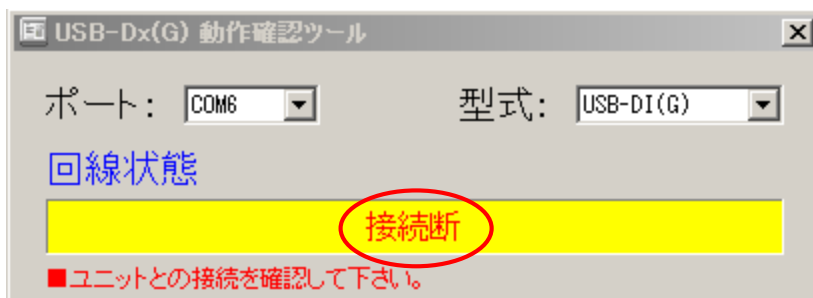 USB-Dx(G) 動作確認ツール
ポート: COM6 型式: USB-DI(G)
回線状態
接続断
■ユニットとの接続を確認して下さい。